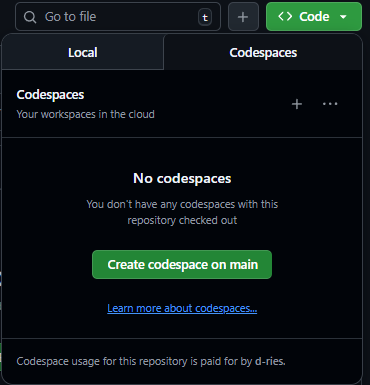 Go to file
t
Code
Local
Codespaces
Codespaces
Your workspaces in the cloud
No codespaces
You don't have any codespaces with this
repository checked out
Create codespace on main
Learn more about codespaces...
Codespace usage for this repository is paid for by d-ries.